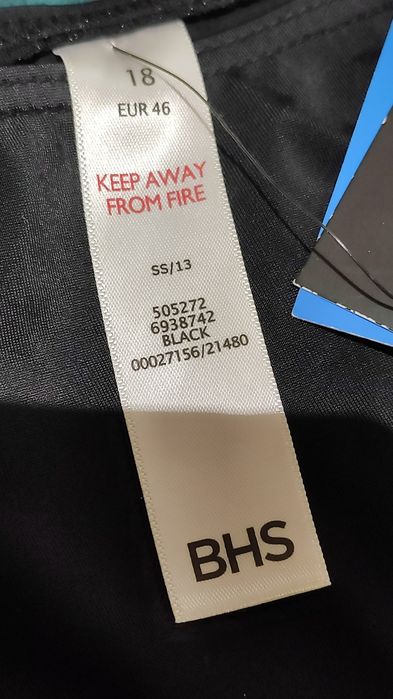 18
EUR 46
KEEP AWAY
FROM FIRE
SS/13
505272
6938742
BLACK
00027156/21480
BHS